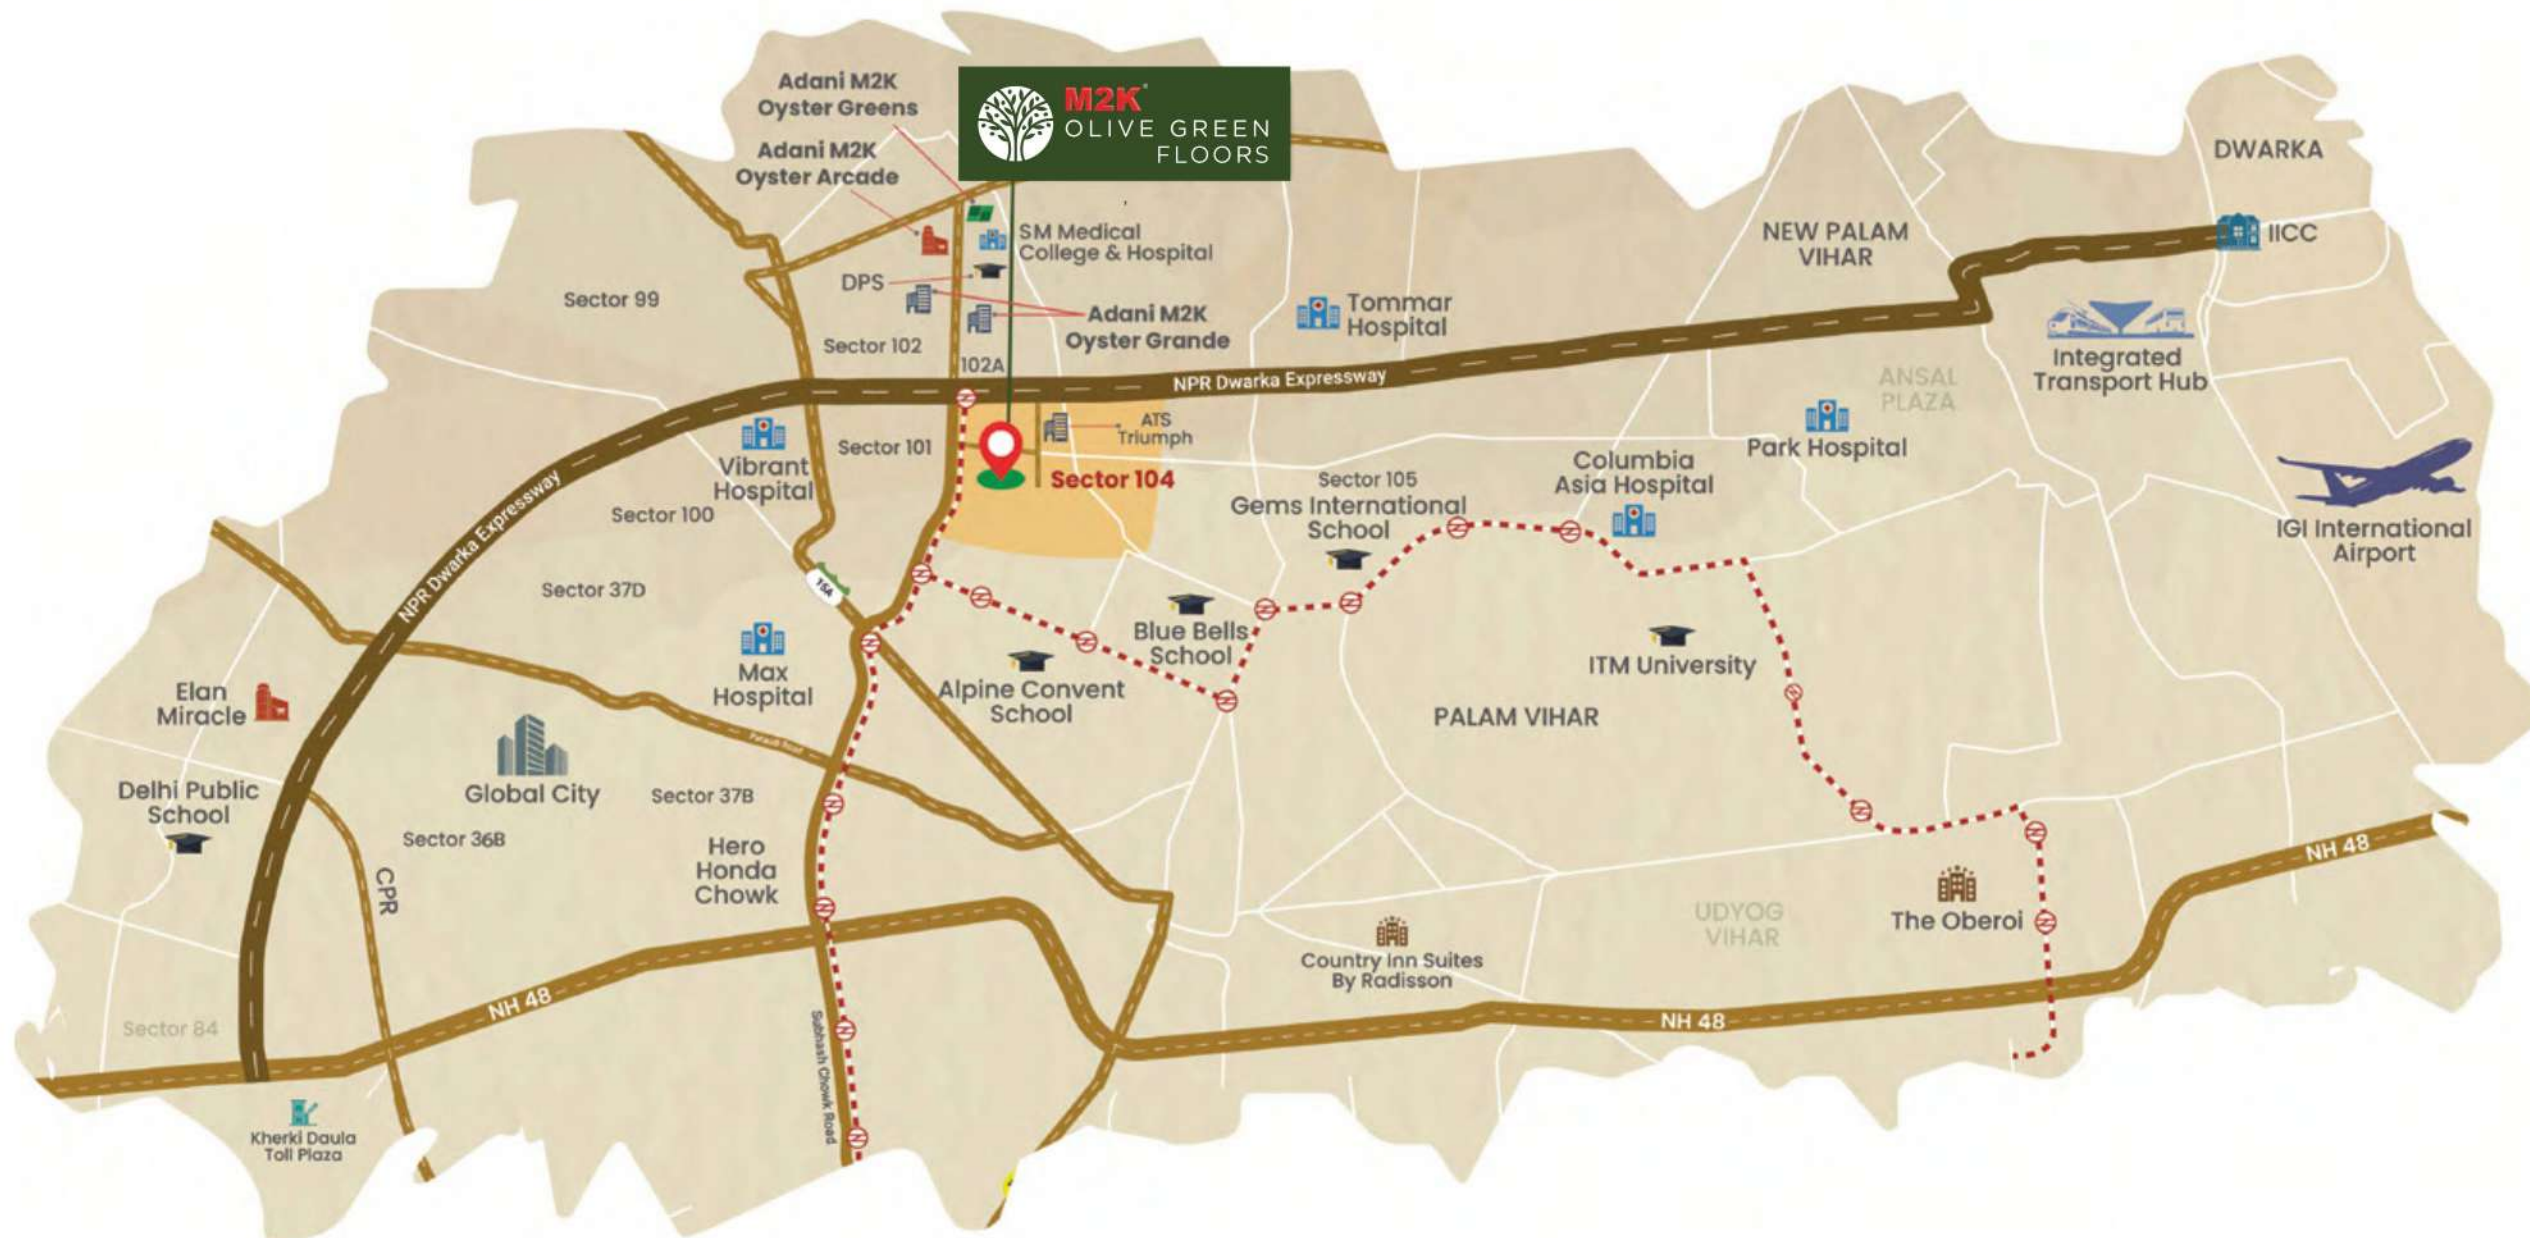 Adani M2K
Oyster Greens
M2K
OLIVE GREEN
FLOORS
Adani M2K
Oyster Arcade
DWARKA
SM Medical
College & Hospital
NEW PALAM
VIHAR
IICC
DPS
Sector 99
Adani M2K
Oyster Grande
Tommar
Hospital
Sector 102
102A
Integrated
Transport Hub
NPR Dwarka Expressway
ANSAL
PLAZA
ATS
Triumph
Sector 101
Park Hospital
Vibrant
Hospital
Sector 104
Sector 105
Gems International
School
Columbia
Asia Hospital
Sector 100
IGI International
Airport
NPR Dwarka Expressway
Sector 37D
15A
Blue Bells
School
ITM University
Max
Hospital
Alpine Convent
School
Elan
Miracle
PALAM VIHAR
Pataudi Road
Global City
Sector 37B
Delhi Public
School
Sector 36B
Hero
Honda
Chowk
CPR
NH 48
The Oberoi
UDYOG
VIHAR
Country Inn Suites
By Radisson
NH 48
NH 48
Sector 84
Subhash Chowk Road
Kherki Daula
Toll Plaza